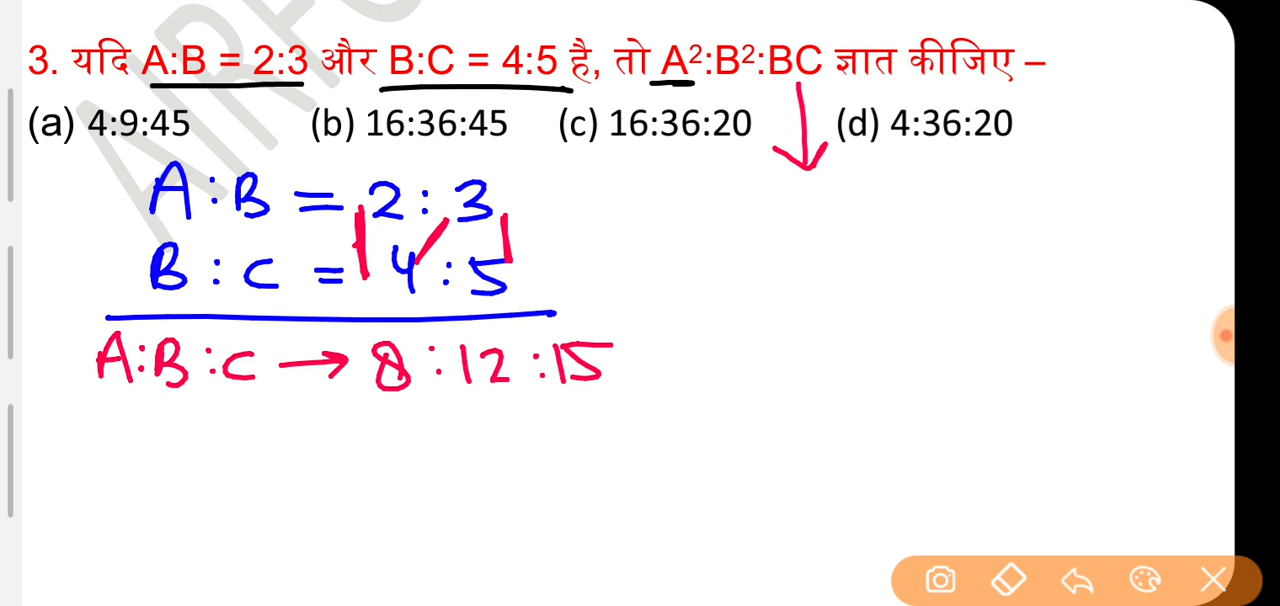 3. यदि A:B = 2:3 और B:C = 4:5 है, तो A²:B²:BC ज्ञात कीजिए –
(a) 4:9:45 (b) 16:36:45 (c) 16:36:20 (d) 4:36:20
A:B = 2:3
B:C = 4:5
A:B:C → 8:12:15